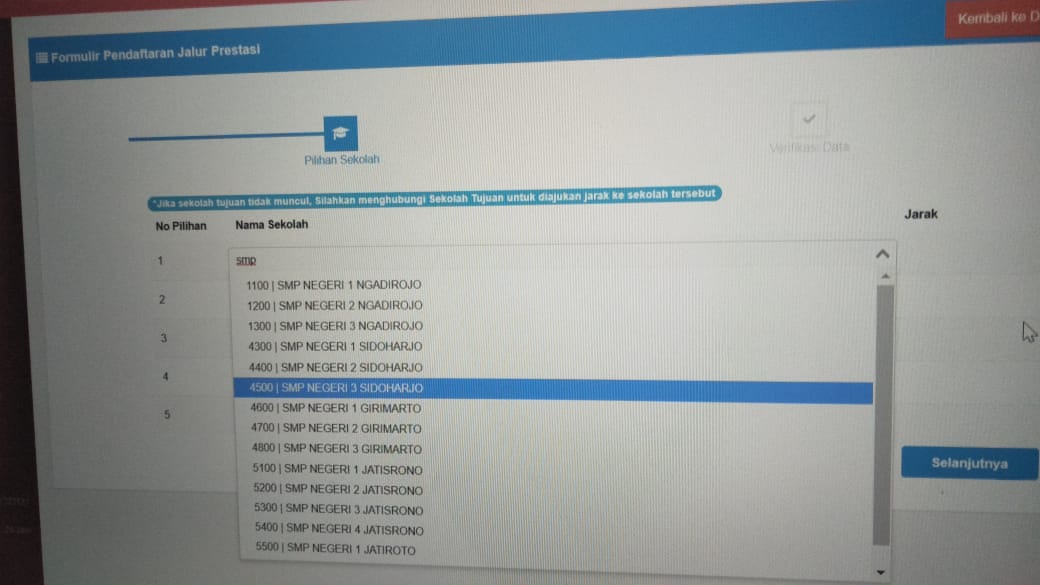 Kembali ke D
Formulir Pendaftaran Jalur Prestasi
Pilihan Sekolah
Verifikasi Data
*Jika sekolah tujuan tidak muncul, Silahkan menghubungi Sekolah Tujuan untuk diajukan jarak ke sekolah tersebut
No Pilihan Nama Sekolah Jarak
1 smp
1100 | SMP NEGERI 1 NGADIROJO
2 1200 | SMP NEGERI 2 NGADIROJO
1300 | SMP NEGERI 3 NGADIROJO
3 4300 | SMP NEGERI 1 SIDOHARJO
4400 | SMP NEGERI 2 SIDOHARJO
4 4500 | SMP NEGERI 3 SIDOHARJO
4600 | SMP NEGERI 1 GIRIMARTO
5 4700 | SMP NEGERI 2 GIRIMARTO
4800 | SMP NEGERI 3 GIRIMARTO
5100 | SMP NEGERI 1 JATISRONO
Selanjutnya
5200 | SMP NEGERI 2 JATISRONO
5300 | SMP NEGERI 3 JATISRONO
5400 | SMP NEGERI 4 JATISRONO
5500 | SMP NEGERI 1 JATIROTO